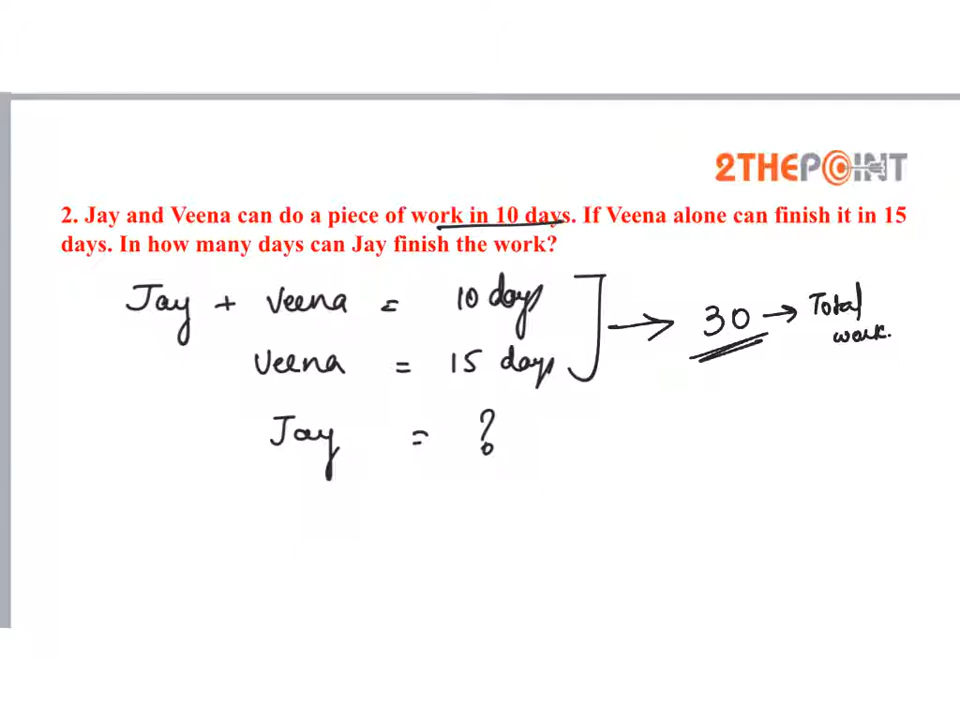 2THEPOINT
2. Jay and Veena can do a piece of work in 10 days. If Veena alone can finish it in 15
days. In how many days can Jay finish the work?
Jay + Veena = 10 days
Veena = 15 days
Jay = ?
→ 30 → Total
work.